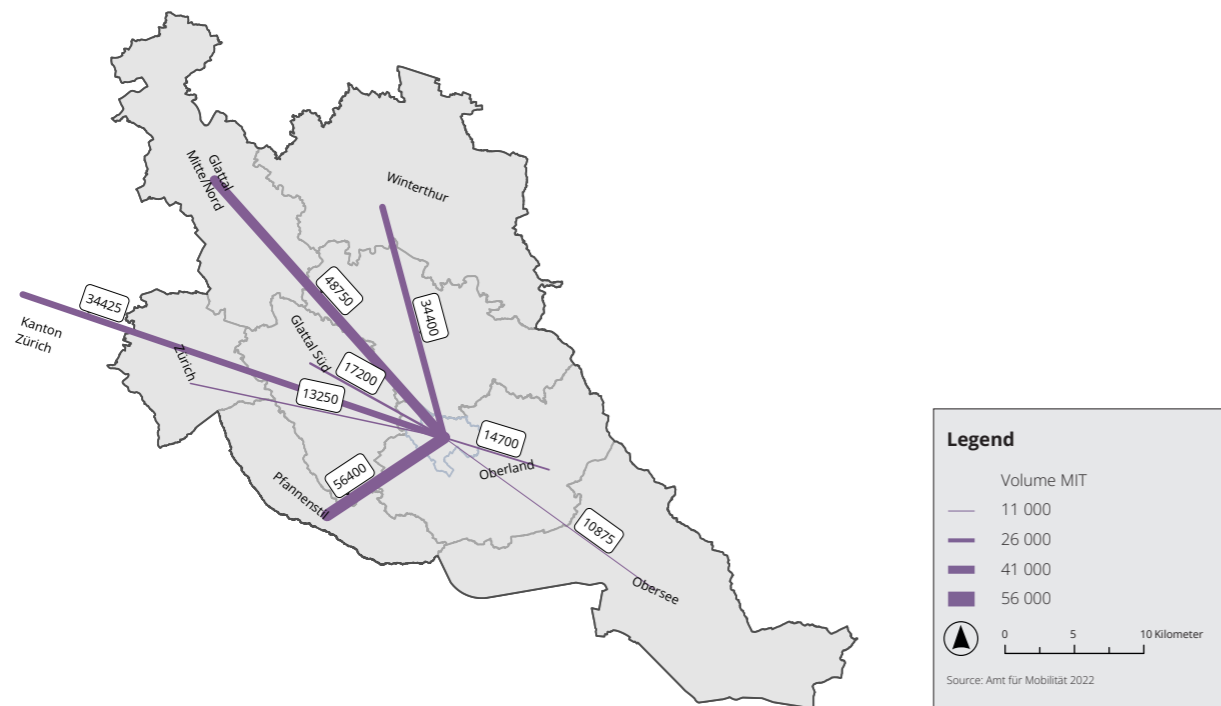 Glattal
Mitte/Nord
Winterthur
48750
34400
34425
Kanton
Zürich
Zürich
Glattal Süd
17200
13250
14700
Oberland
56400
Pfannenstil
10875
Obersee
Legend
Volume MIT
11 000
26 000
41 000
56 000
0 5 10 Kilometer
Source: Amt für Mobilität 2022